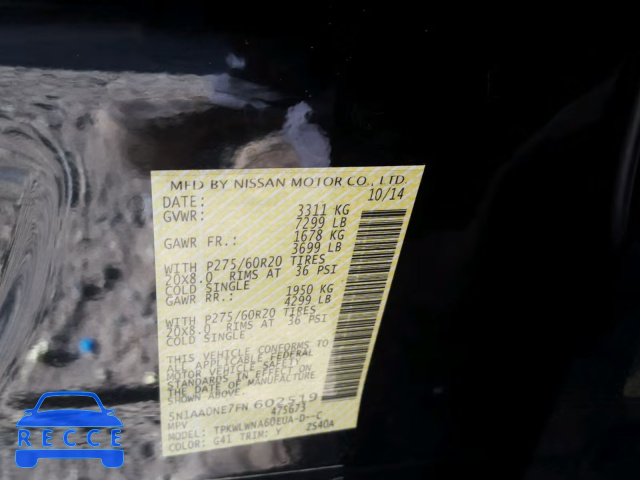 MFD BY NISSAN MOTOR CO., LTD
DATE: 10/14
GVWR: 3311 KG
7299 LB
GAWR FR.: 1678 KG
3699 LB
WITH P275/60R20 TIRES
20X8.0 RIMS AT 36 PSI
COLD SINGLE
GAWR RR.: 1950 KG
4299 LB
WITH P275/60R20 TIRES
20X8.0 RIMS AT 36 PSI
COLD SINGLE
THIS VEHICLE CONFORMS TO
ALL APPLICABLE FEDERAL
MOTOR VEHICLE SAFETY
STANDARDS IN EFFECT ON
THE DATE OF MANUFACTURE
SHOWN ABOVE.
5N1AA0NE7FN 602519
MPV 475673
MODEL: TPKWLWNA60EUA-D--C
COLOR: G41 TRIM: Y 2540A